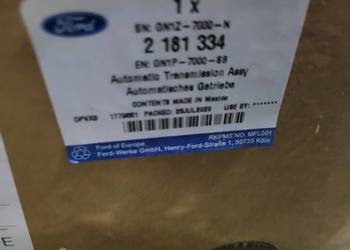 1 x
Ford
SN: GN1Z-7000-N
2 181 334
EN: GN1P-7000-SB
Automatic Transmission Assy
Automatisches Getriebe
CONTENTS MADE IN Mexico
PACKED: 28JUL2020 USE BY: *******
RKPMS NO. MFL001
Ford of Europe,
Ford-Werke GmbH, Henry-Ford-Straße 1, 50735 Köln
E